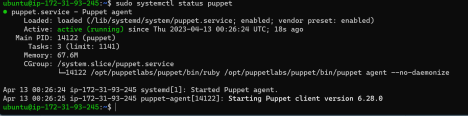 ubuntu@ip-172-31-93-245:~$ sudo systemctl status puppet
● puppet.service - Puppet agent
Loaded: loaded (/lib/systemd/system/puppet.service; enabled; vendor preset: enabled)
Active: active (running) since Thu 2023-04-13 00:26:24 UTC; 18s ago
Main PID: 14122 (puppet)
Tasks: 3 (limit: 1141)
Memory: 67.6M
CGroup: /system.slice/puppet.service
└─14122 /opt/puppetlabs/puppet/bin/ruby /opt/puppetlabs/puppet/bin/puppet agent --no-daemonize
Apr 13 00:26:24 ip-172-31-93-245 systemd[1]: Started Puppet agent.
Apr 13 00:26:25 ip-172-31-93-245 puppet-agent[14122]: Starting Puppet client version 6.28.0
ubuntu@ip-172-31-93-245:~$